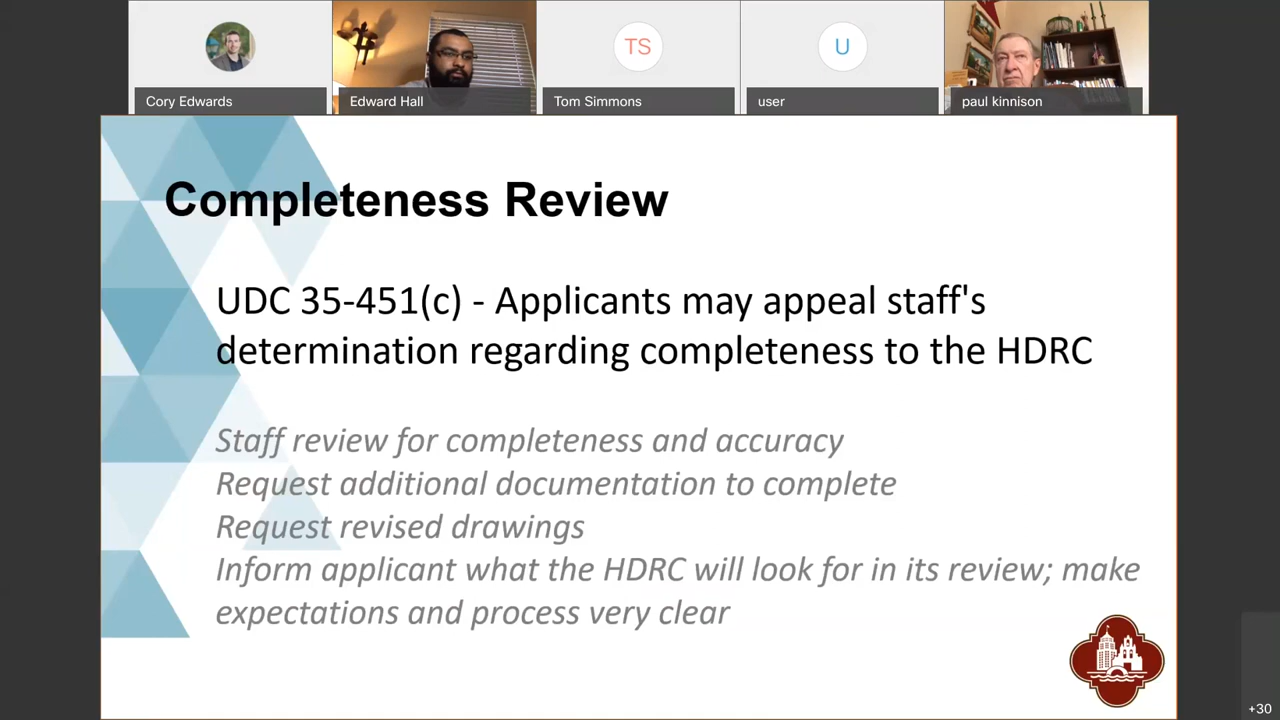 Cory Edwards
Edward Hall
TS
Tom Simmons
U
user
paul kinnison
Completeness Review
UDC 35-451(c) - Applicants may appeal staff's
determination regarding completeness to the HDRC
Staff review for completeness and accuracy
Request additional documentation to complete
Request revised drawings
Inform applicant what the HDRC will look for in its review; make
expectations and process very clear
+30